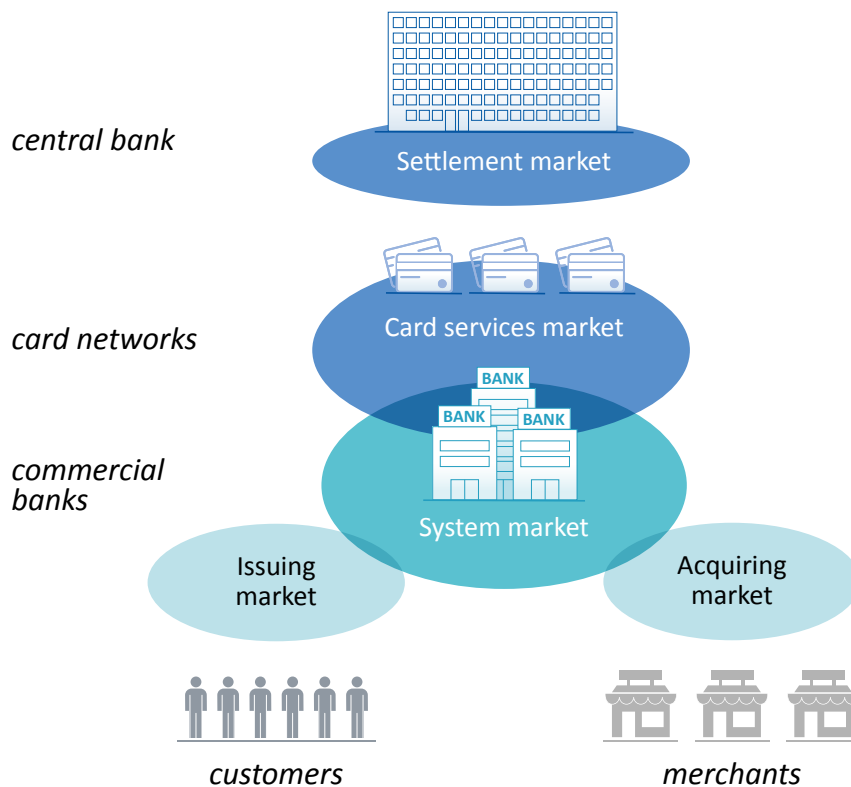 central bank
Settlement market
card networks
Card services market
BANK
BANK
BANK
commercial
banks
System market
Issuing
market
Acquiring
market
customers
merchants